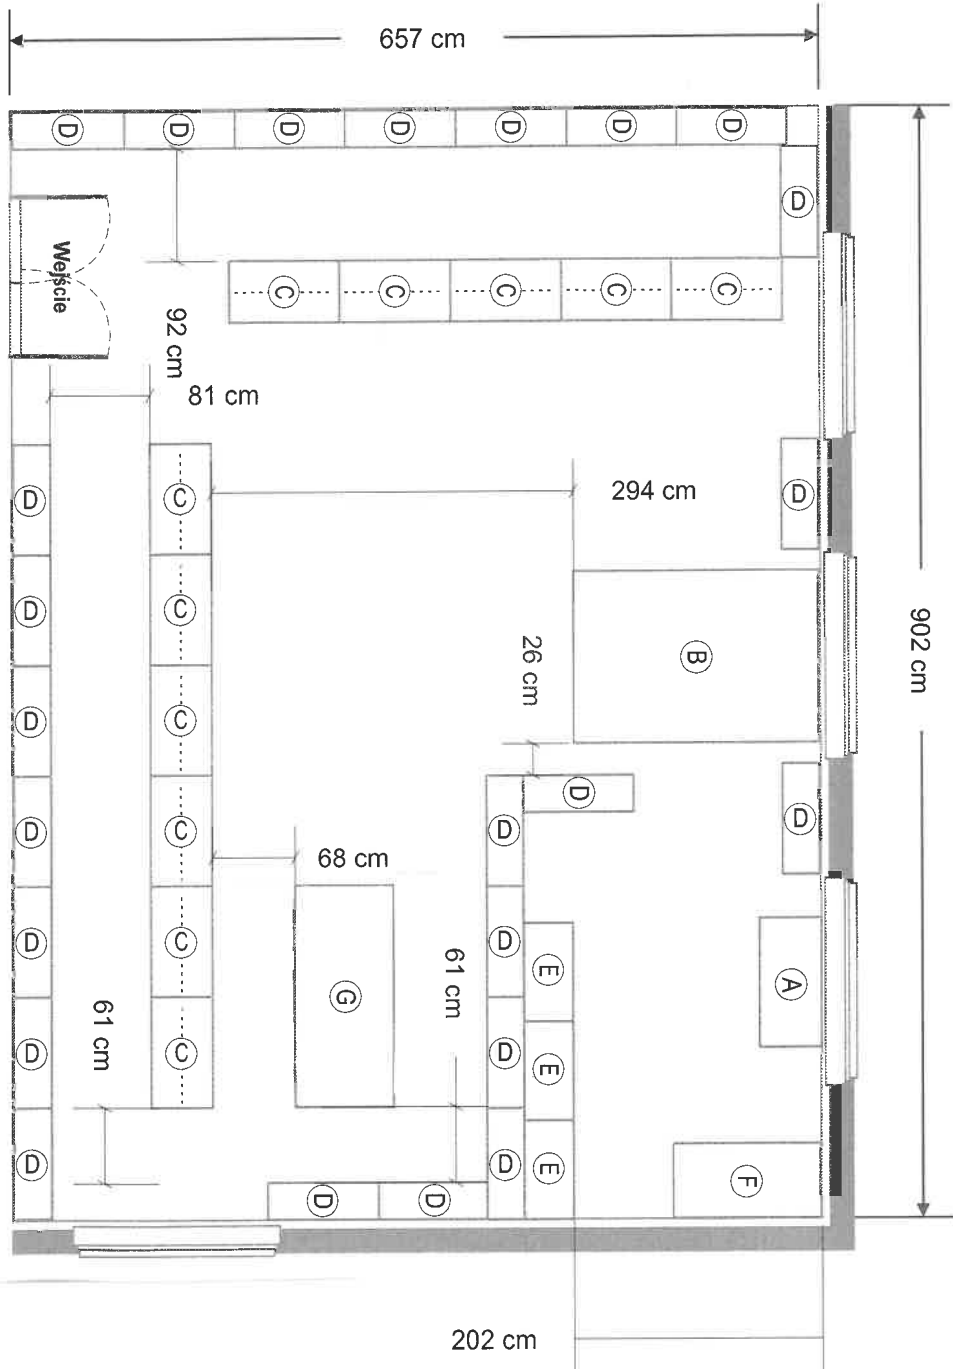 657 cm
D D D D D D D
D
Wejście
C C C C C
92 cm
81 cm
D C 294 cm D
D C 26 cm B 902 cm
D C
D
D C D D
68 cm
D C D E A
G 61 cm
61 cm D C D E
D D E F
D D
202 cm